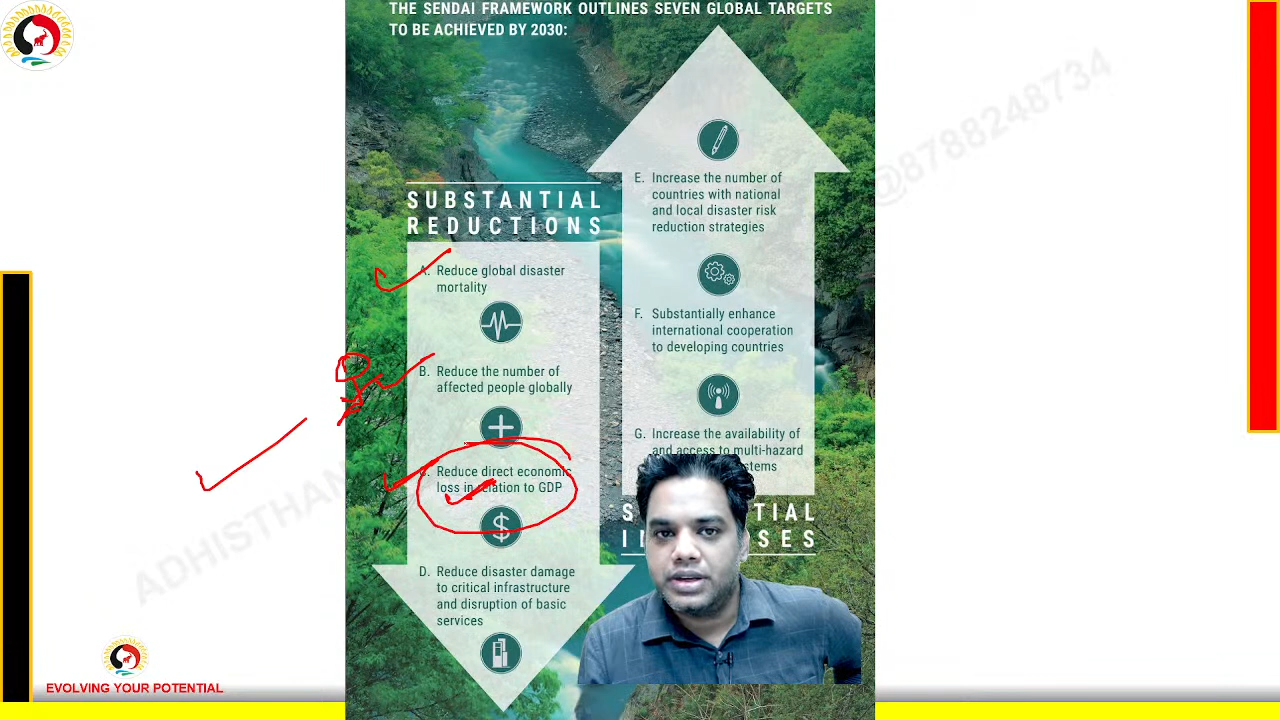 THE SENDAI FRAMEWORK OUTLINES SEVEN GLOBAL TARGETS
TO BE ACHIEVED BY 2030:
SUBSTANTIAL
REDUCTIONS
A. Reduce global disaster
mortality
B. Reduce the number of
affected people globally
C. Reduce direct economic
loss in relation to GDP
$
D. Reduce disaster damage
to critical infrastructure
and disruption of basic
services
E. Increase the number of
countries with national
and local disaster risk
reduction strategies
F. Substantially enhance
international cooperation
to developing countries
G. Increase the availability of
and access to multi-hazard
@8788248734
ADHISTHAN
EVOLVING YOUR POTENTIAL